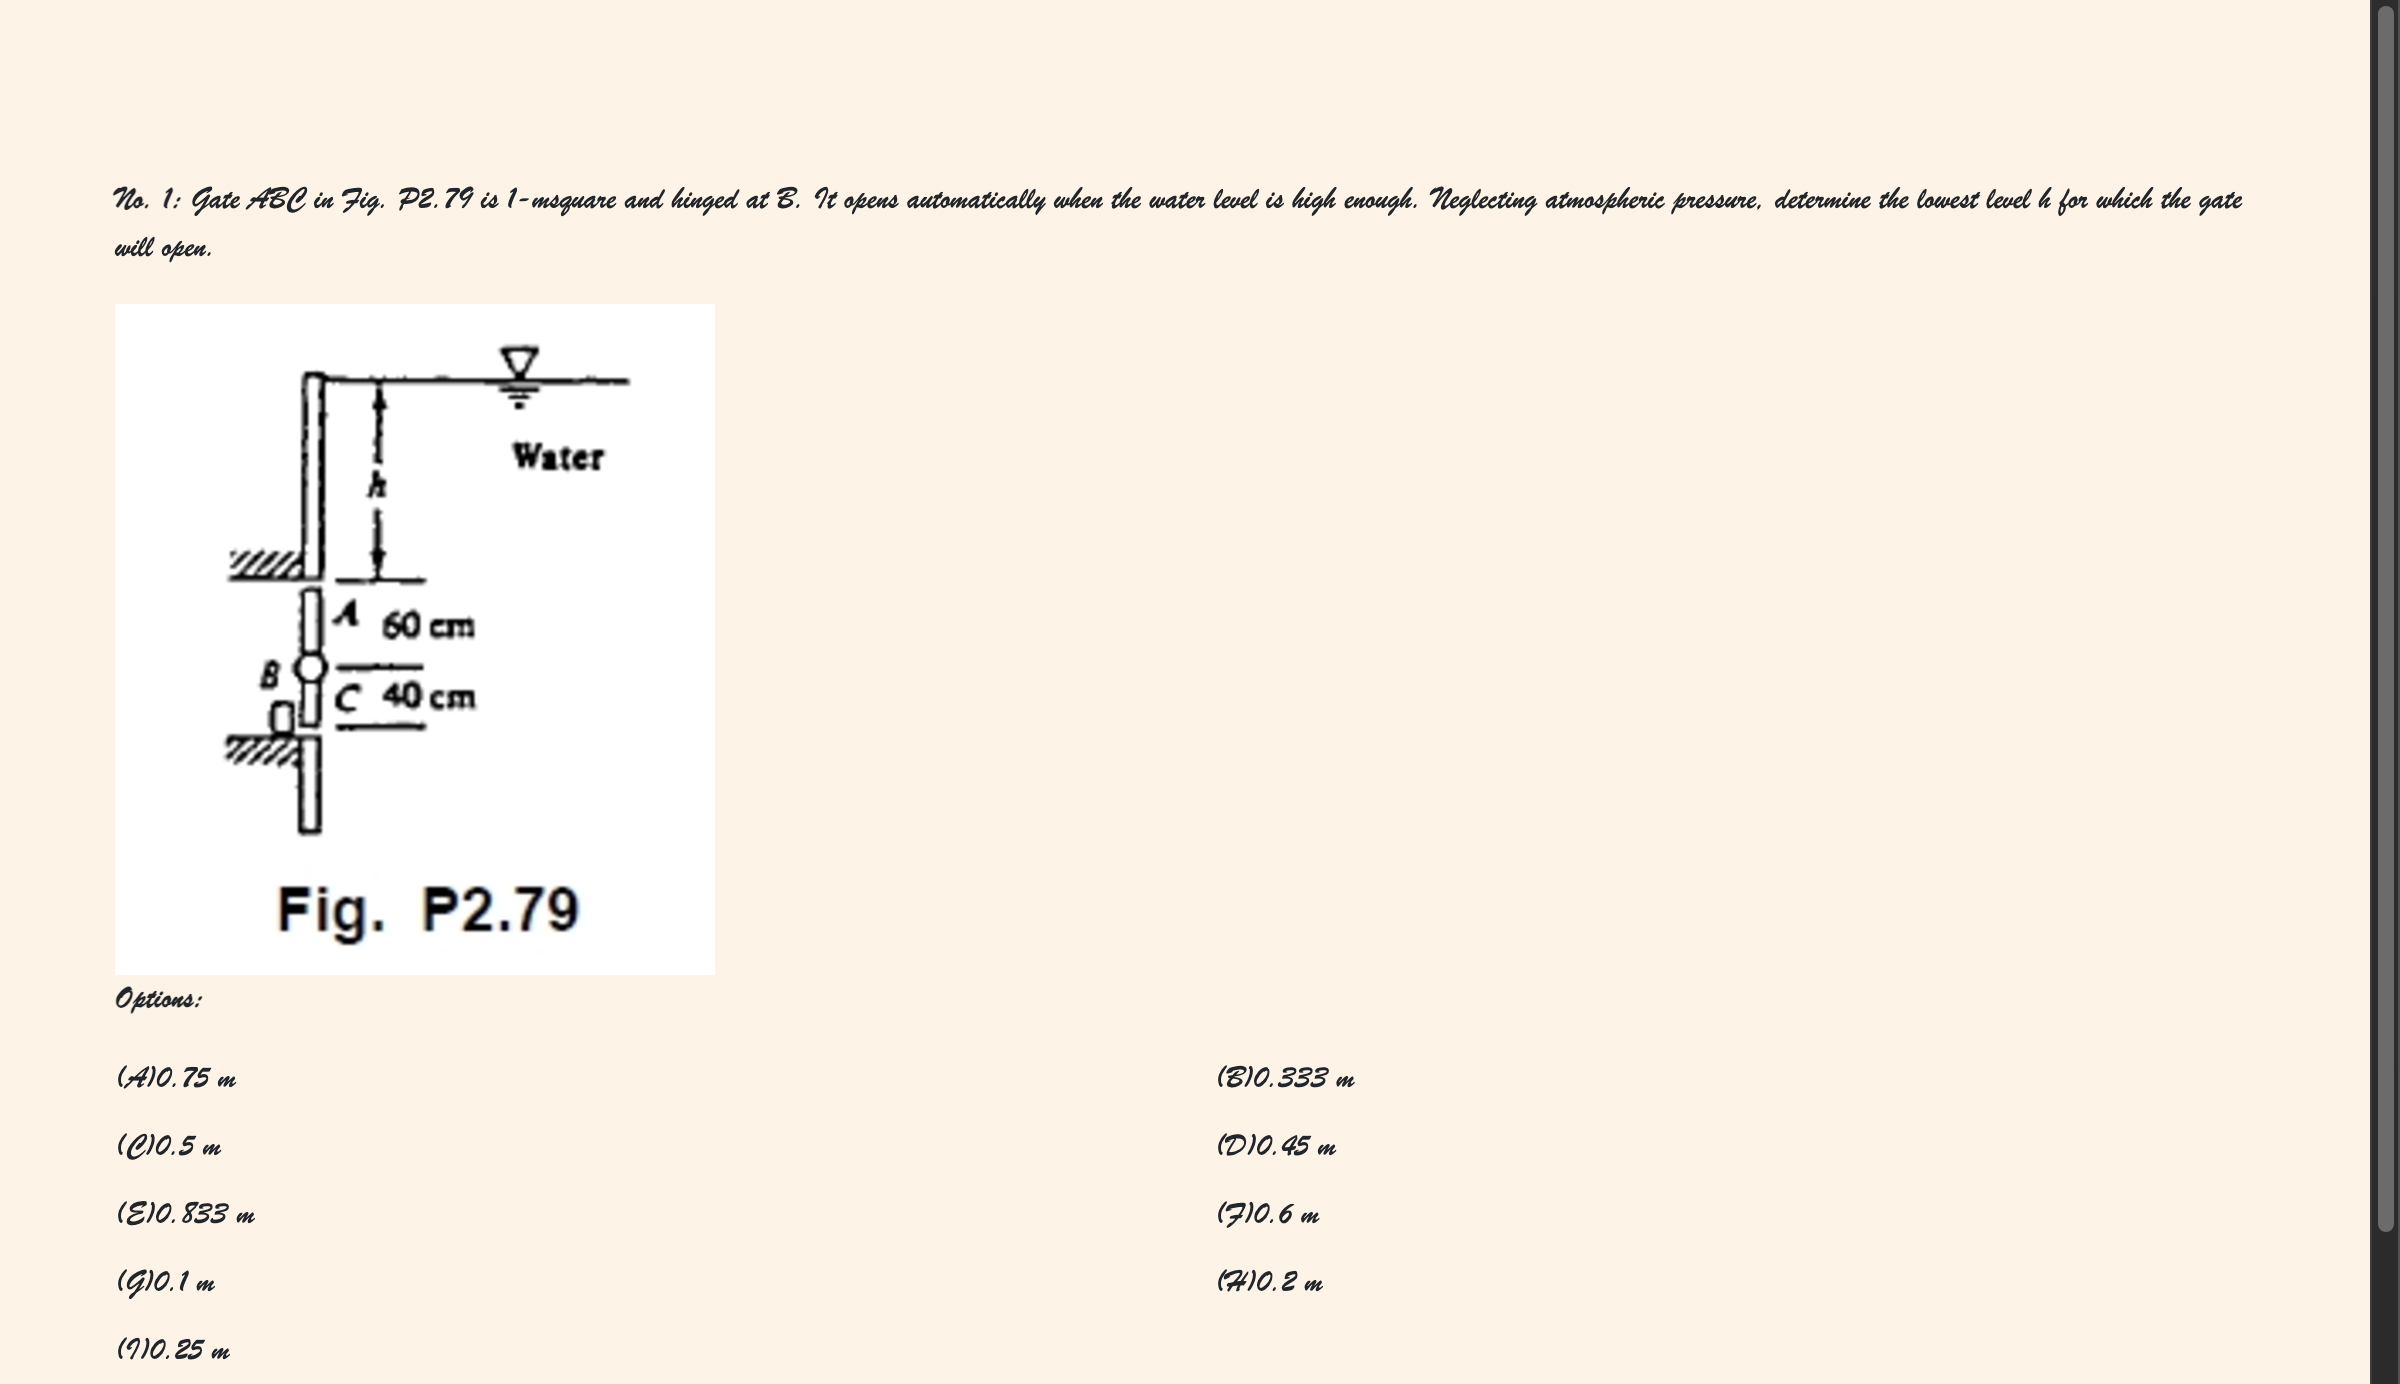 No. 1: Gate ABC in Fig. P2.79 is 1-msquare and hinged at B. It opens automatically when the water level is high enough. Neglecting atmospheric pressure, determine the lowest level h for which the gate
will open.
Water
h
A 60 cm
B
C 40 cm
Fig. P2.79
Options:
(A)0.75 m
(B)0.333 m
(C)0.5 m
(D)0.45 m
(E)0.833 m
(F)0.6 m
(G)0.1 m
(H)0.2 m
(I)0.25 m